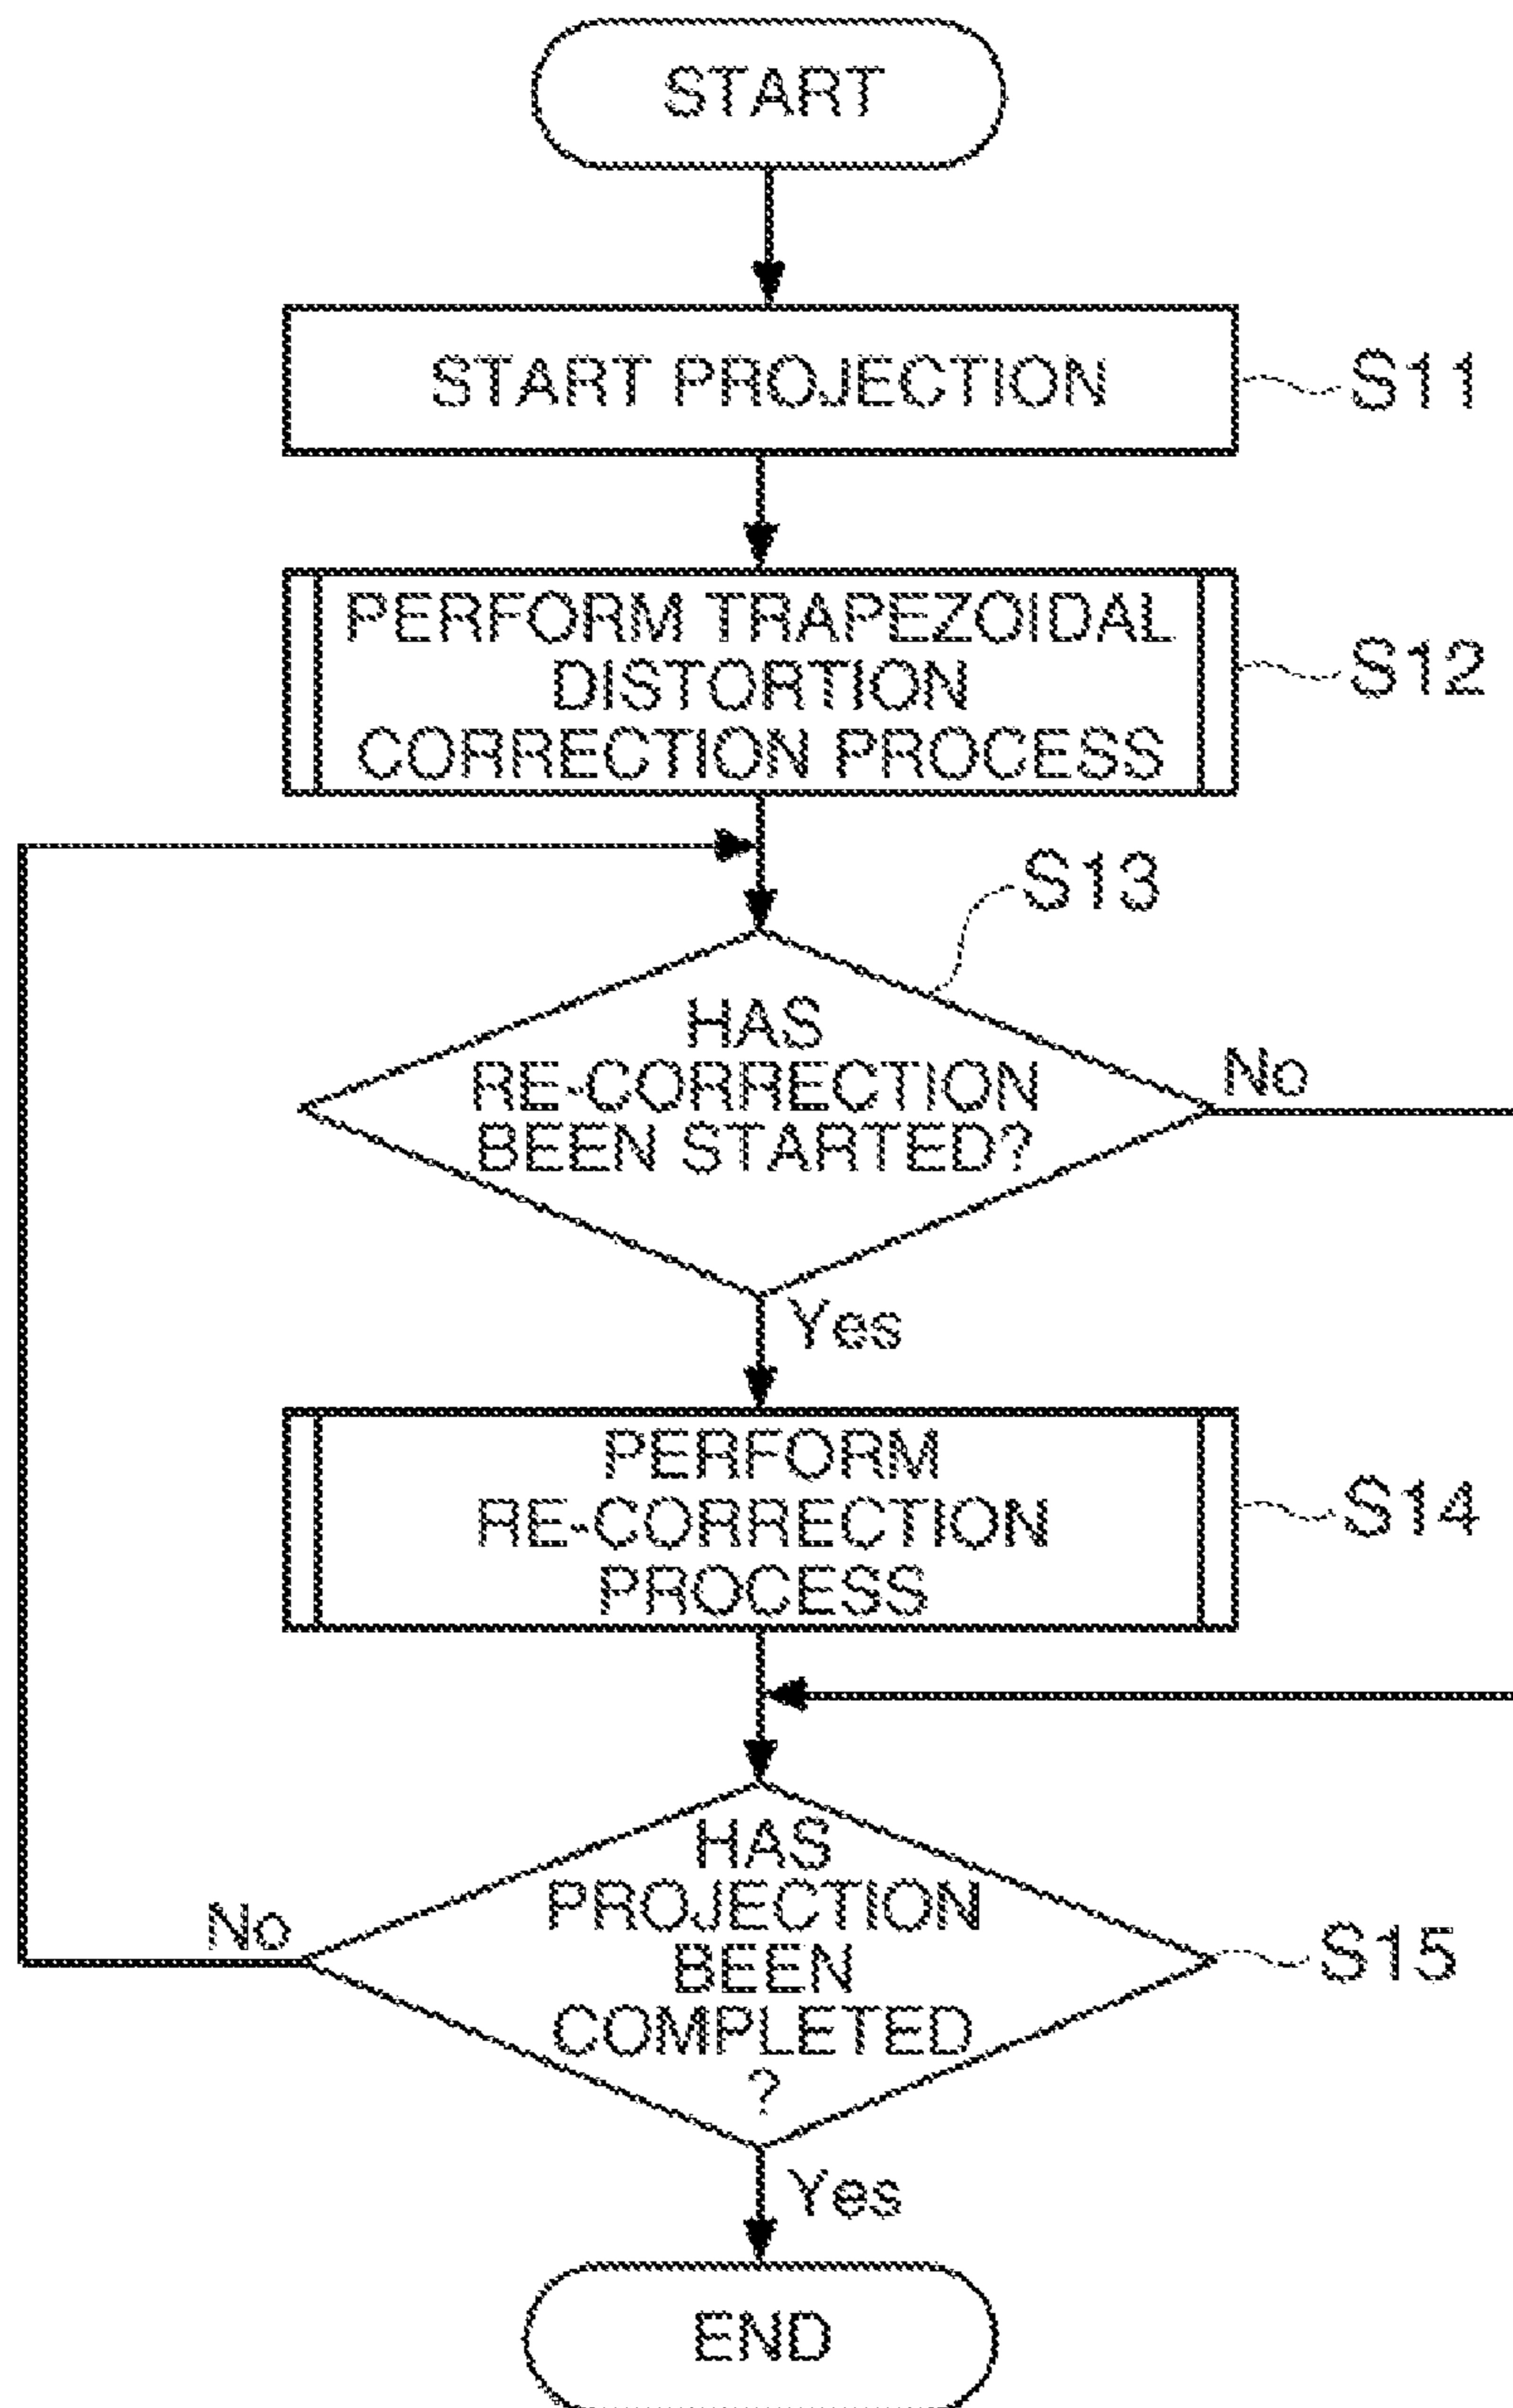 START
START PROJECTION
S11
PERFORM TRAPEZOIDAL
DISTORTION
CORRECTION PROCESS
S12
S13
HAS
RE-CORRECTION
BEEN STARTED?
No
Yes
PERFORM
RE-CORRECTION
PROCESS
S14
HAS
PROJECTION
BEEN
COMPLETED
?
No
S15
Yes
END